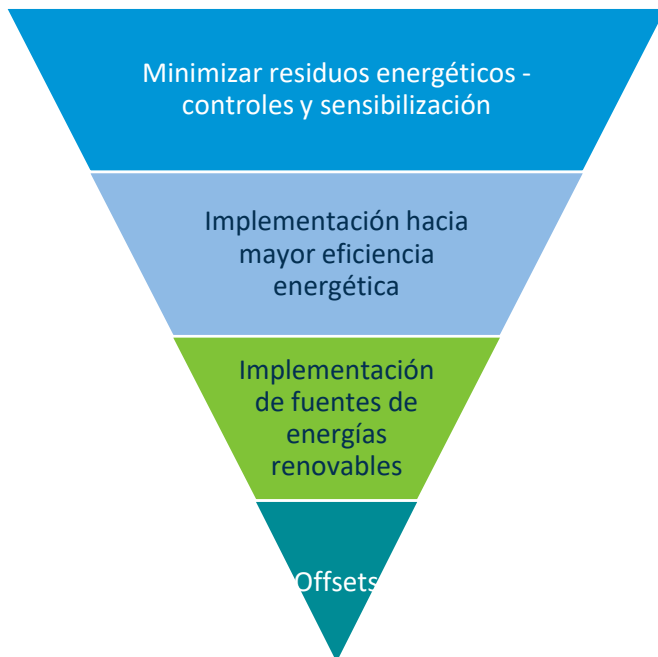 Minimizar residuos energéticos -
controles y sensibilización
Implementación hacia
mayor eficiencia
energética
Implementación
de fuentes de
energías
renovables
Offsets